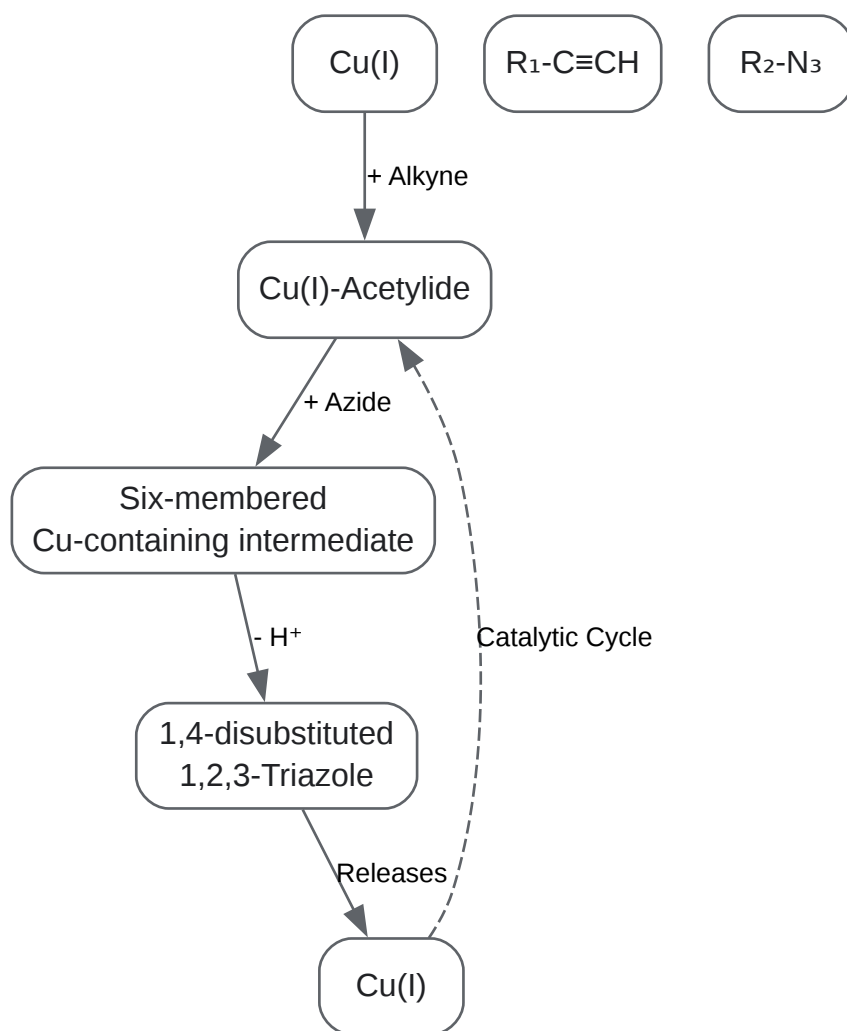 Cu(I)
R₁-C≡CH
R₂-N₃
+ Alkyne
Cu(I)-Acetylide
+ Azide
Six-membered
Cu-containing intermediate
- H⁺
Catalytic Cycle
1,4-disubstituted
1,2,3-Triazole
Releases
Cu(I)